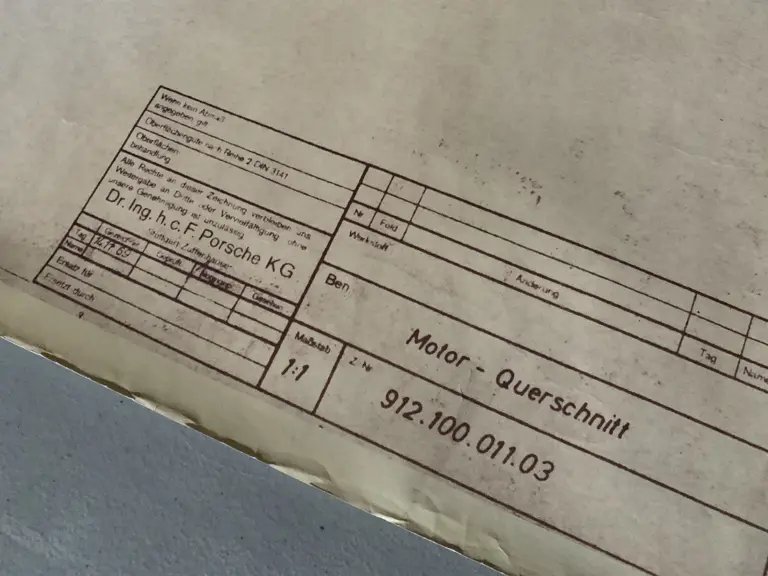 Wenn kein Abmaß
angegeben gilt
Oberflächengüte nach Reihe 2 DIN 3141
Oberflächen
behandlung
Alle Rechte an dieser Zeichnung verbleiben uns
Weitergabe an Dritte oder Vervielfältigung ohne
unsere Genehmigung ist unzulässig
Dr. Ing. h. c. F. Porsche KG
Stuttgart Zuffenhausen
Tag Gezeichnet Geprüft Gesehen
Name
Ersatz für
Ersetzt durch
Nr Feld Änderung Tag Name
Werkstoff
Ben
Motor - Querschnitt
Maßstab
1:1
Z. Nr
912.100.011.03